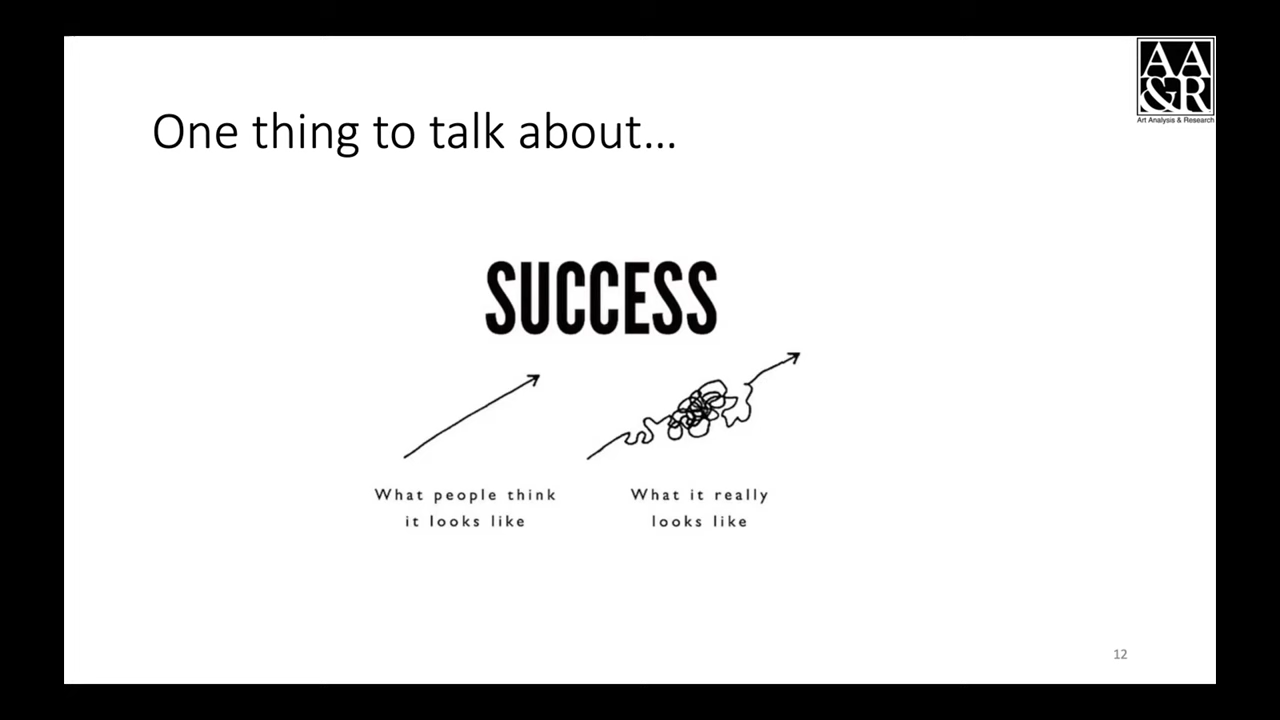 AA
&R
Art Analysis & Research
One thing to talk about...
SUCCESS
What people think
it looks like
What it really
looks like
12